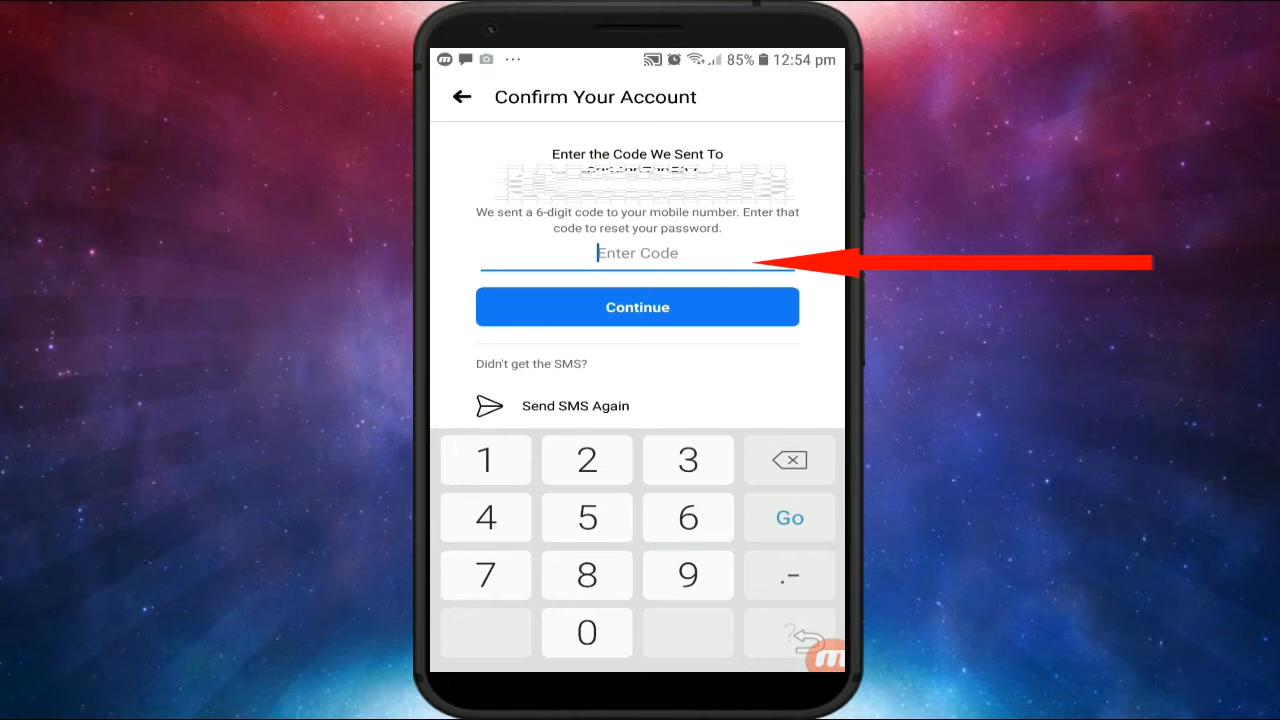 85% 12:54 pm
Confirm Your Account
Enter the Code We Sent To
We sent a 6-digit code to your mobile number. Enter that
code to reset your password.
Enter Code
Continue
Didn't get the SMS?
Send SMS Again
1 2 3
4 5 6 Go
7 8 9 .-
0